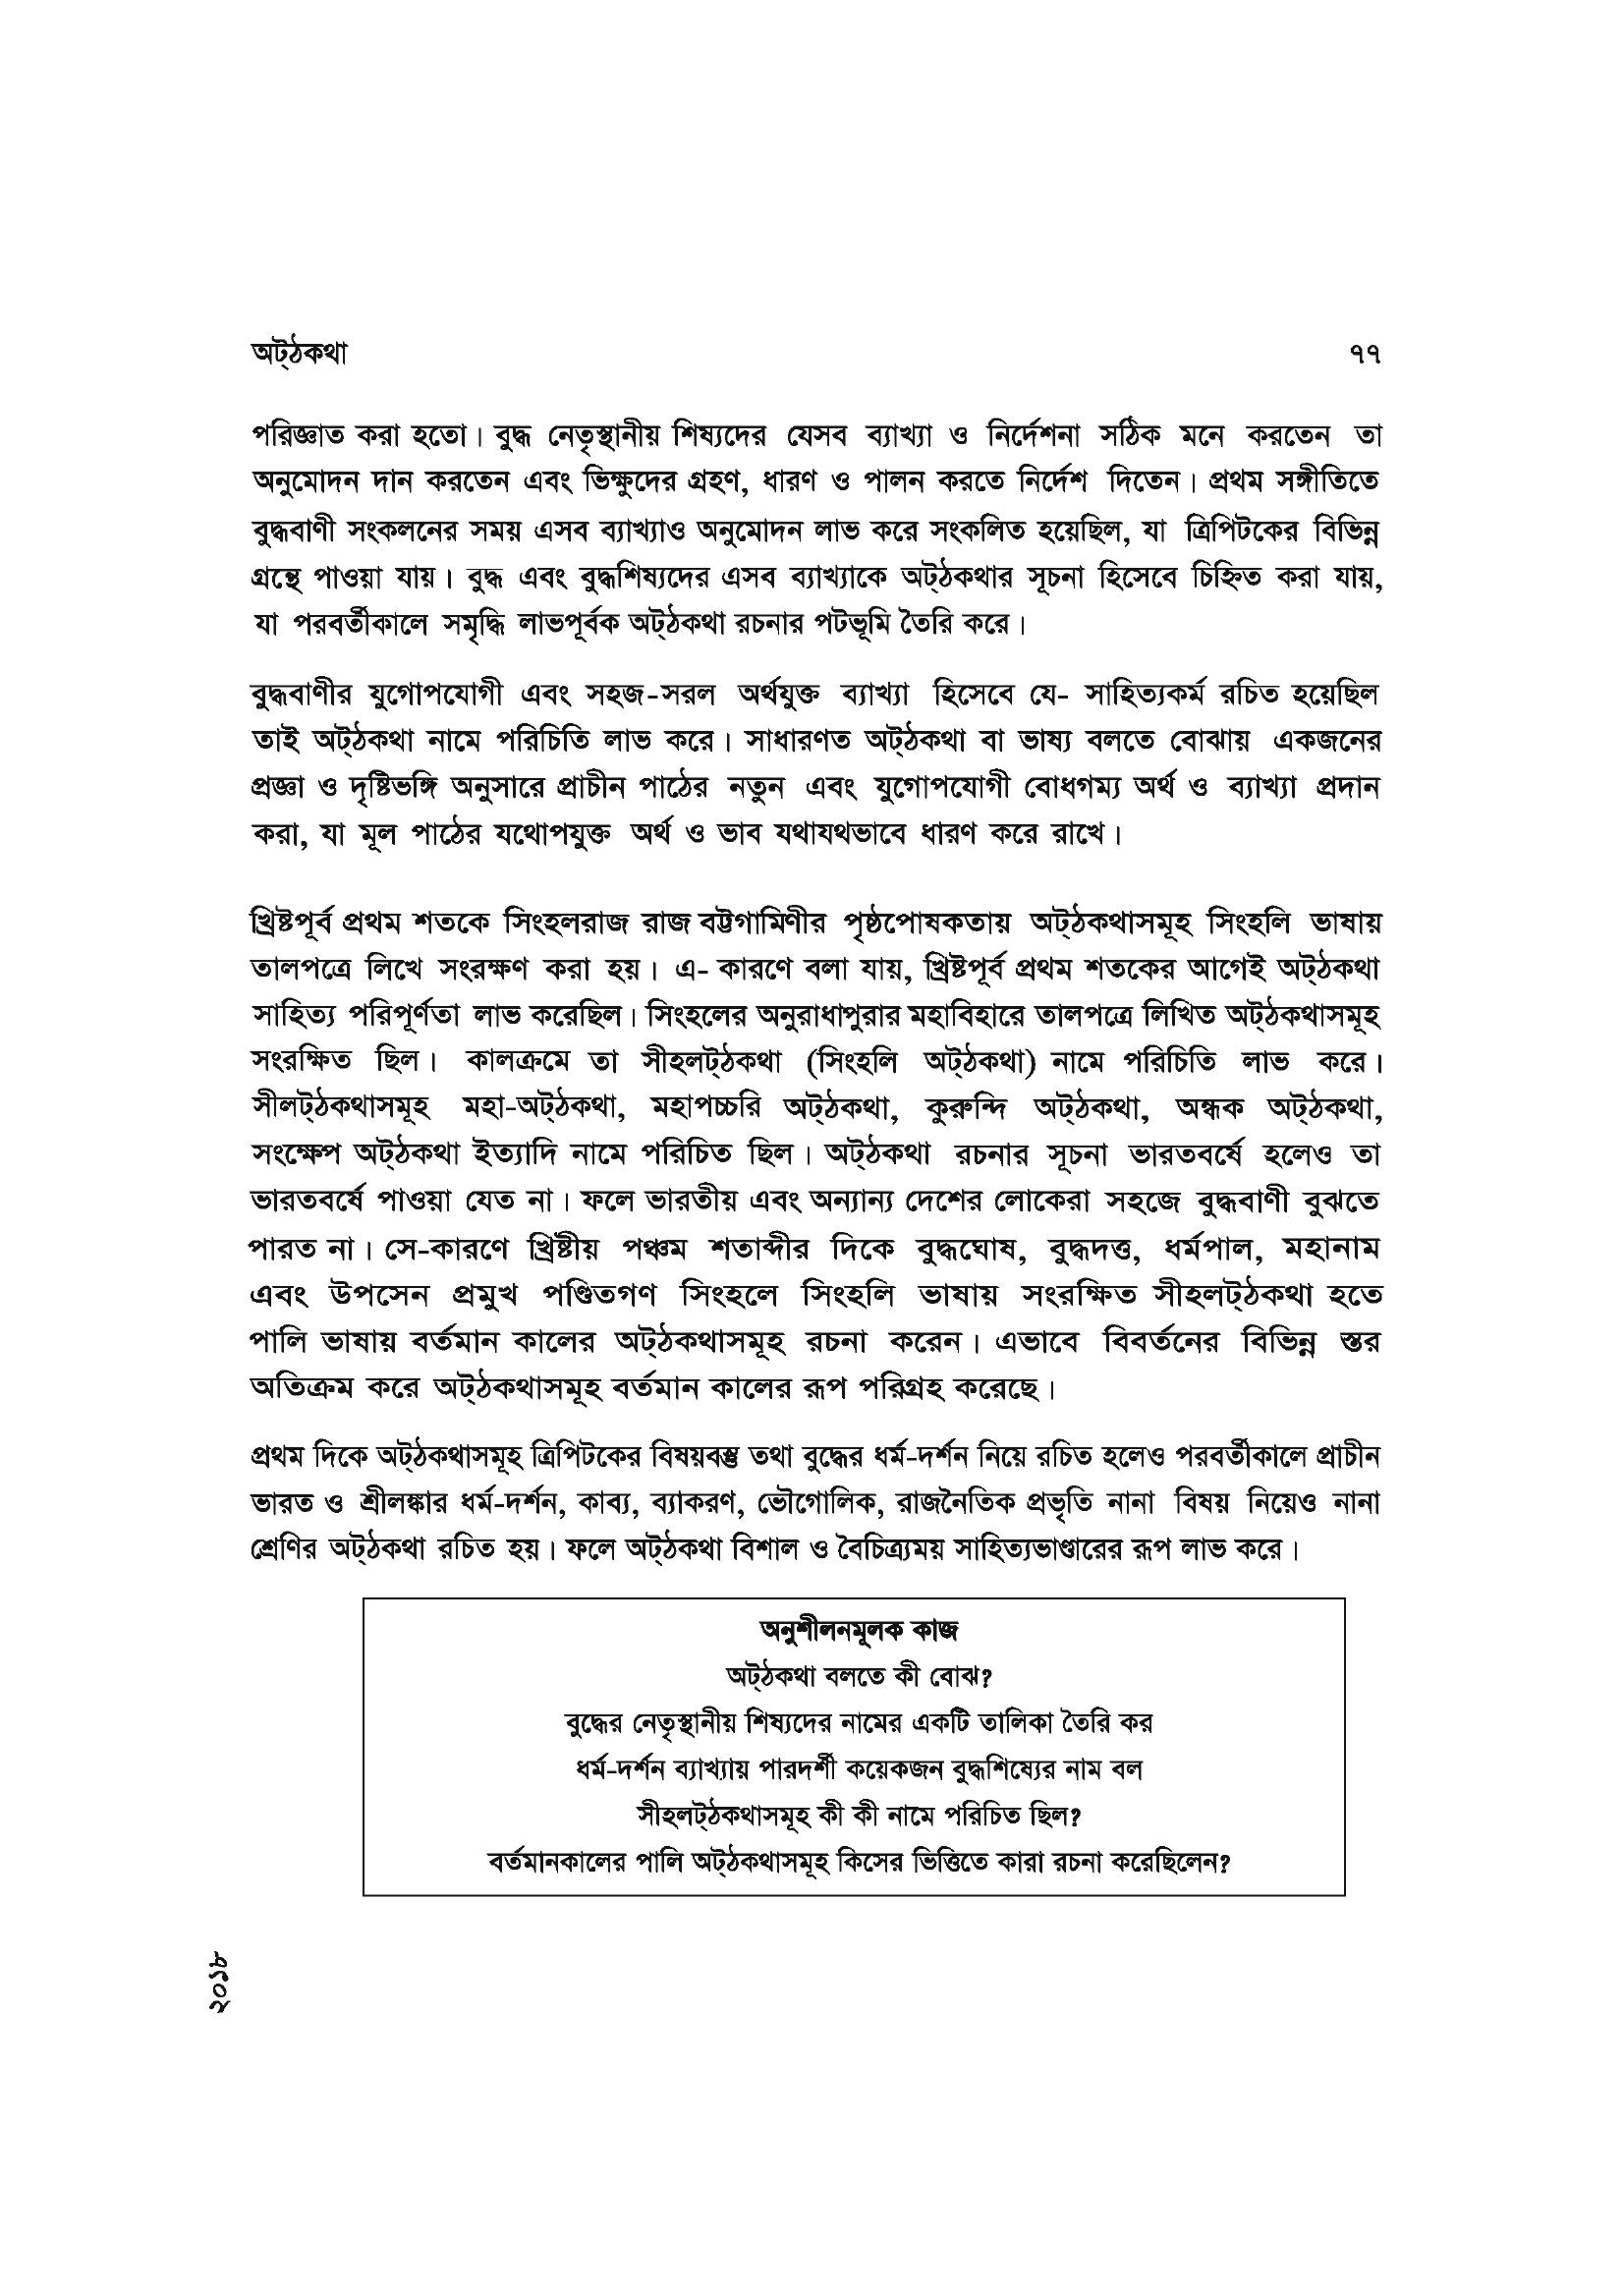 অট্ঠকথা ৭৭
পরিজ্ঞাত করা হতো। বুদ্ধ নেতৃস্থানীয় শিষ্যদের যেসব ব্যাখ্যা ও নির্দেশনা সঠিক মনে করতেন তা
অনুমোদন দান করতেন এবং ভিক্ষুদের গ্রহণ, ধারণ ও পালন করতে নির্দেশ দিতেন। প্রথম সঙ্গীতিতে
বুদ্ধবাণী সংকলনের সময় এসব ব্যাখ্যাও অনুমোদন লাভ করে সংকলিত হয়েছিল, যা ত্রিপিটকের বিভিন্ন
গ্রন্থে পাওয়া যায়। বুদ্ধ এবং বুদ্ধশিষ্যদের এসব ব্যাখ্যাকে অট্ঠকথার সূচনা হিসেবে চিহ্নিত করা যায়,
যা পরবর্তীকালে সমৃদ্ধি লাভপূর্বক অট্ঠকথা রচনার পটভূমি তৈরি করে।
বুদ্ধবাণীর যুগোপযোগী এবং সহজ-সরল অর্থযুক্ত ব্যাখ্যা হিসেবে যে- সাহিত্যকর্ম রচিত হয়েছিল
তাই অট্ঠকথা নামে পরিচিতি লাভ করে। সাধারণত অট্ঠকথা বা ভাষ্য বলতে বোঝায় একজনের
প্রজ্ঞা ও দৃষ্টিভঙ্গি অনুসারে প্রাচীন পাঠের নতুন এবং যুগোপযোগী বোধগম্য অর্থ ও ব্যাখ্যা প্রদান
করা, যা মূল পাঠের যথোপযুক্ত অর্থ ও ভাব যথাযথভাবে ধারণ করে রাখে।
খ্রিষ্টপূর্ব প্রথম শতকে সিংহলরাজ রাজ বট্টগামিণীর পৃষ্ঠপোষকতায় অট্ঠকথাসমূহ সিংহলি ভাষায়
তালপত্রে লিখে সংরক্ষণ করা হয়। এ- কারণে বলা যায়, খ্রিষ্টপূর্ব প্রথম শতকের আগেই অট্ঠকথা
সাহিত্য পরিপূর্ণতা লাভ করেছিল। সিংহলের অনুরাধাপুরার মহাবিহারে তালপত্রে লিখিত অট্ঠকথাসমূহ
সংরক্ষিত ছিল। কালক্রমে তা সীহলট্ঠকথা (সিংহলি অট্ঠকথা) নামে পরিচিতি লাভ করে।
সীলট্ঠকথাসমূহ মহা-অট্ঠকথা, মহাপচ্চরি অট্ঠকথা, কুরুন্দি অট্ঠকথা, অন্ধক অট্ঠকথা,
সংক্ষেপ অট্ঠকথা ইত্যাদি নামে পরিচিত ছিল। অট্ঠকথা রচনার সূচনা ভারতবর্ষে হলেও তা
ভারতবর্ষে পাওয়া যেত না। ফলে ভারতীয় এবং অন্যান্য দেশের লোকেরা সহজে বুদ্ধবাণী বুঝতে
পারত না। সে-কারণে খ্রিষ্টীয় পঞ্চম শতাব্দীর দিকে বুদ্ধঘোষ, বুদ্ধদত্ত, ধর্মপাল, মহানাম
এবং উপসেন প্রমুখ পণ্ডিতগণ সিংহলে সিংহলি ভাষায় সংরক্ষিত সীহলট্ঠকথা হতে
পালি ভাষায় বর্তমান কালের অট্ঠকথাসমূহ রচনা করেন। এভাবে বিবর্তনের বিভিন্ন স্তর
অতিক্রম করে অট্ঠকথাসমূহ বর্তমান কালের রূপ পরিগ্রহ করেছে।
প্রথম দিকে অট্ঠকথাসমূহ ত্রিপিটকের বিষয়বস্তু তথা বুদ্ধের ধর্ম-দর্শন নিয়ে রচিত হলেও পরবর্তীকালে প্রাচীন
ভারত ও শ্রীলঙ্কার ধর্ম-দর্শন, কাব্য, ব্যাকরণ, ভৌগোলিক, রাজনৈতিক প্রভৃতি নানা বিষয় নিয়েও নানা
শ্রেণির অট্ঠকথা রচিত হয়। ফলে অট্ঠকথা বিশাল ও বৈচিত্র্যময় সাহিত্যভাণ্ডারের রূপ লাভ করে।
অনুশীলনমূলক কাজ
অট্ঠকথা বলতে কী বোঝ?
বুদ্ধের নেতৃস্থানীয় শিষ্যদের নামের একটি তালিকা তৈরি কর
ধর্ম-দর্শন ব্যাখ্যায় পারদর্শী কয়েকজন বুদ্ধশিষ্যের নাম বল
সীহলট্ঠকথাসমূহ কী কী নামে পরিচিত ছিল?
বর্তমানকালের পালি অট্ঠকথাসমূহ কিসের ভিত্তিতে কারা রচনা করেছিলেন?
২০১৮